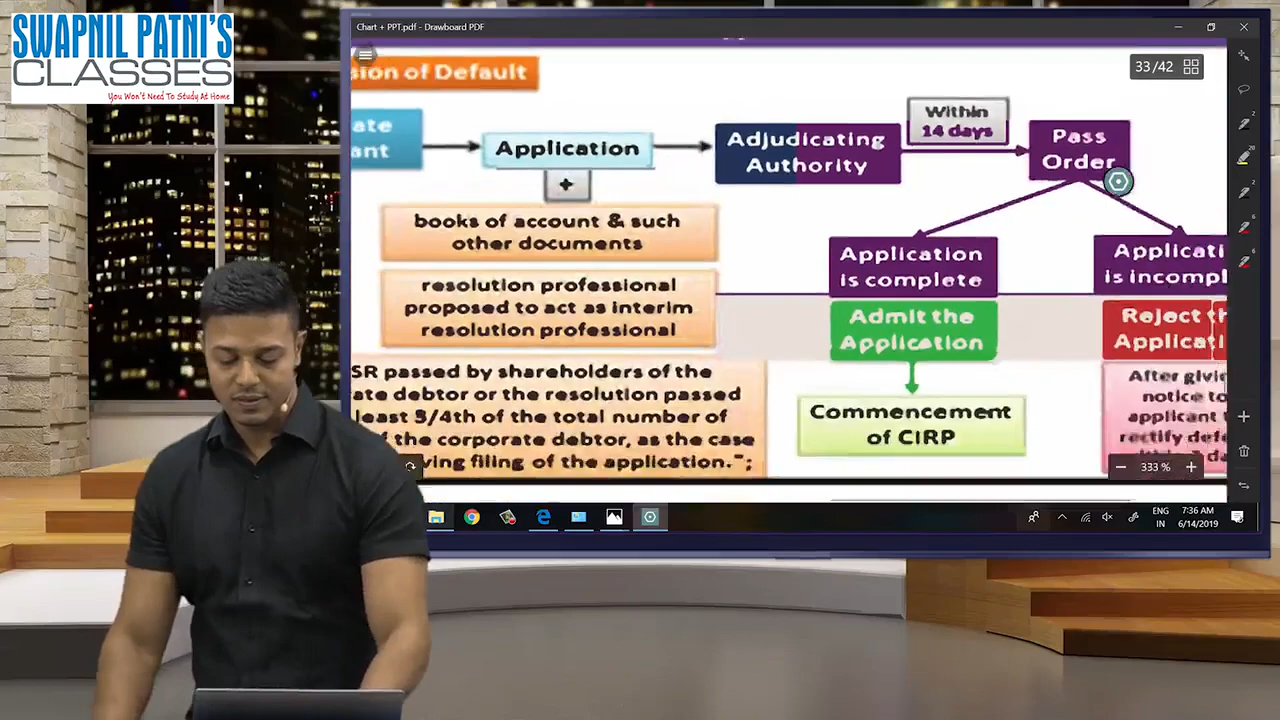 SWAPNIL PATNI'S
CLASSES
You Won't Need To Study At Home
Chart + PPT.pdf - Drawboard PDF
33/42
sion of Default
ate
ant
Application
+
Adjudicating
Authority
Within
14 days
Pass
Order
books of account & such
other documents
resolution professional
proposed to act as interim
resolution professional
SR passed by shareholders of the
ate debtor or the resolution passed
least 3/4th of the total number of
f the corporate debtor, as the case
ving filing of the application.";
Application
is complete
Admit the
Application
Commencement
of CIRP
Applicati
is incompl
Reject th
Applicati
After givin
notice to
applicant t
rectify defe
333 %
ENG
IN
7:36 AM
6/14/2019